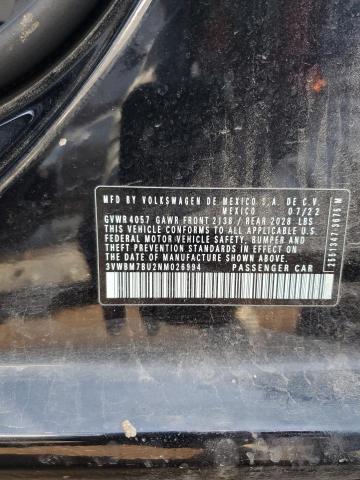 MFD.BY VOLKSWAGEN DE MEXICO S.A. DE C.V.
MEXICO 07/22
GVWR4057 GAWR FRONT 2138 / REAR 2028 LBS
THIS VEHICLE CONFORMS TO ALL APPLICABLE U.S.
FEDERAL MOTOR VEHICLE SAFETY, BUMPER AND
THEFT PREVENTION STANDARDS IN EFFECT ON
THE DATE OF MANUFACTURE SHOWN ABOVE.
3VWBM7BU2NM026994 PASSENGER CAR